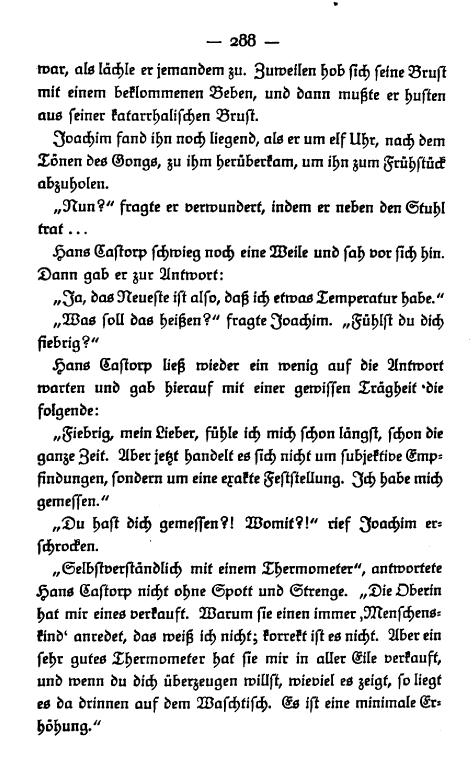 — 288 —
war, als lächle er jemandem zu. Zuweilen hob sich seine Brust
mit einem beklommenen Beben, und dann mußte er husten
aus seiner katarrhalischen Brust.
Joachim fand ihn noch liegend, als er um elf Uhr, nach dem
Tönen des Gongs, zu ihm herüberkam, um ihn zum Frühstück
abzuholen.
„Nun?“ fragte er verwundert, indem er neben den Stuhl
trat ...
Hans Castorp schwieg noch eine Weile und sah vor sich hin.
Dann gab er zur Antwort:
„Ja, das Neueste ist also, daß ich etwas Temperatur habe.“
„Was soll das heißen?“ fragte Joachim. „Fühlst du dich
fiebrig?“
Hans Castorp ließ wieder ein wenig auf die Antwort
warten und gab hierauf mit einer gewissen Trägheit die
folgende:
„Fiebrig, mein Lieber, fühle ich mich schon längst, schon die
ganze Zeit. Aber jetzt handelt es sich nicht um subjektive Emp-
findungen, sondern um eine exakte Feststellung. Ich habe mich
gemessen.“
„Du hast dich gemessen?! Womit?!“ rief Joachim er-
schrocken.
„Selbstverständlich mit einem Thermometer“, antwortete
Hans Castorp nicht ohne Spott und Strenge. „Die Oberin
hat mir eines verkauft. Warum sie einen immer ‚Menschens-
kind‘ anredet, das weiß ich nicht; korrekt ist es nicht. Aber ein
sehr gutes Thermometer hat sie mir in aller Eile verkauft,
und wenn du dich überzeugen willst, wieviel es zeigt, so liegt
es da drinnen auf dem Waschtisch. Es ist eine minimale Er-
höhung.“